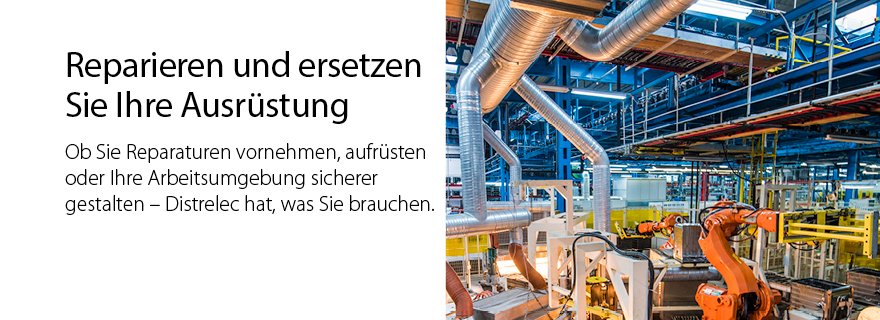 Reparieren und ersetzen
Sie Ihre Ausrüstung
Ob Sie Reparaturen vornehmen, aufrüsten
oder Ihre Arbeitsumgebung sicherer
gestalten – Distrelec hat, was Sie brauchen.